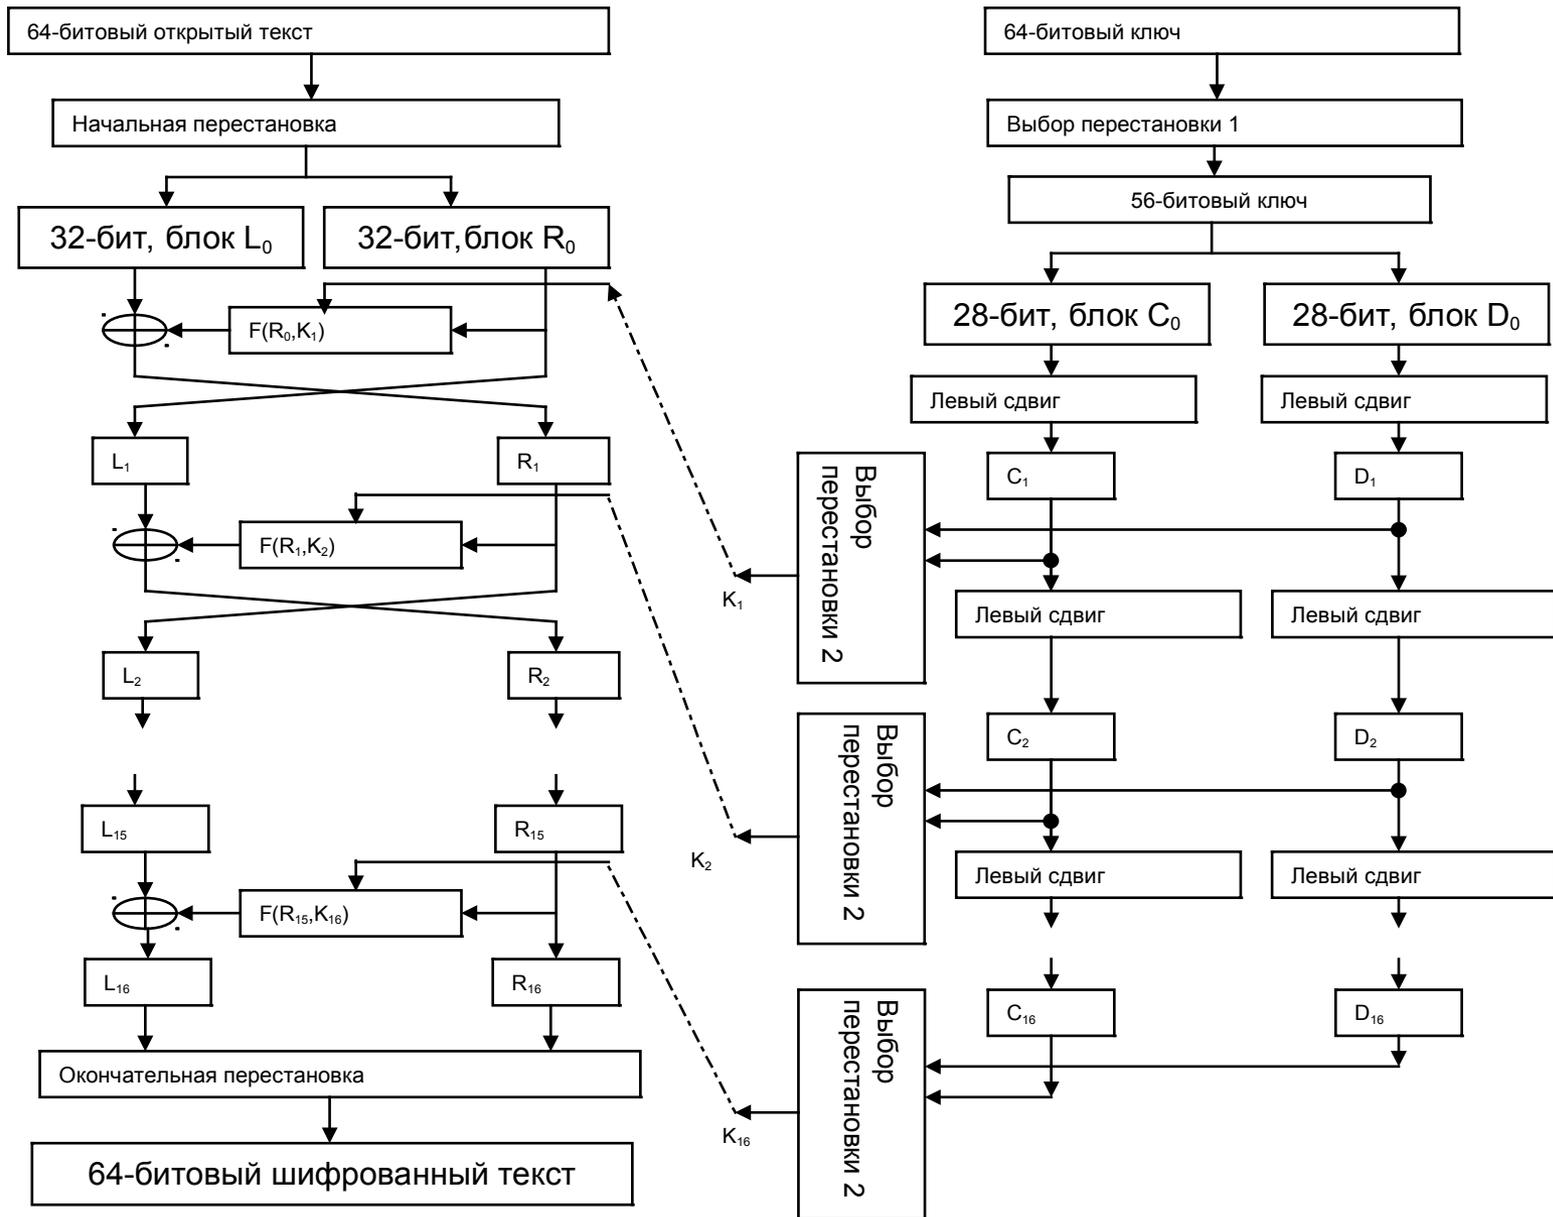 64-битовый открытый текст
Начальная перестановка
32-бит, блок L₀
32-бит,блок R₀
F(R₀,K₁)
L₁
R₁
F(R₁,K₂)
L₂
R₂
L₁₅
R₁₅
F(R₁₅,K₁₆)
L₁₆
R₁₆
Окончательная перестановка
64-битовый шифрованный текст
64-битовый ключ
Выбор перестановки 1
56-битовый ключ
28-бит, блок C₀
28-бит, блок D₀
Левый сдвиг
Левый сдвиг
C₁
D₁
Выбор
перестановки 2
K₁
Левый сдвиг
Левый сдвиг
C₂
D₂
Выбор
перестановки 2
K₂
Левый сдвиг
Левый сдвиг
C₁₆
D₁₆
Выбор
перестановки 2
K₁₆